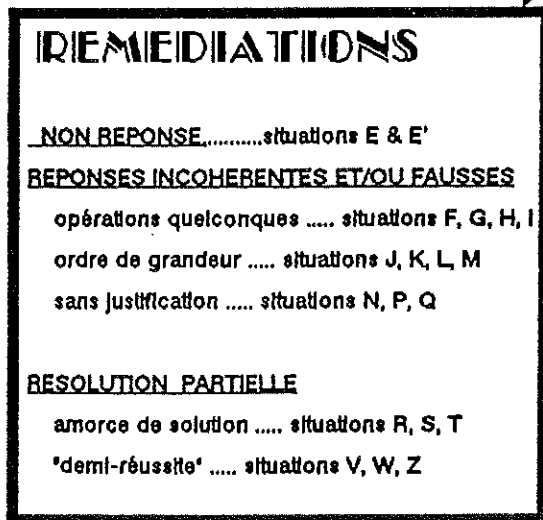 REMEDIATIONS
NON REPONSE..........situations E & E'
REPONSES INCOHERENTES ET/OU FAUSSES
opérations quelconques ..... situations F, G, H, I
ordre de grandeur ..... situations J, K, L, M
sans justification ..... situations N, P, Q
RESOLUTION PARTIELLE
amorce de solution ..... situations R, S, T
"demi-réussite" ..... situations V, W, Z